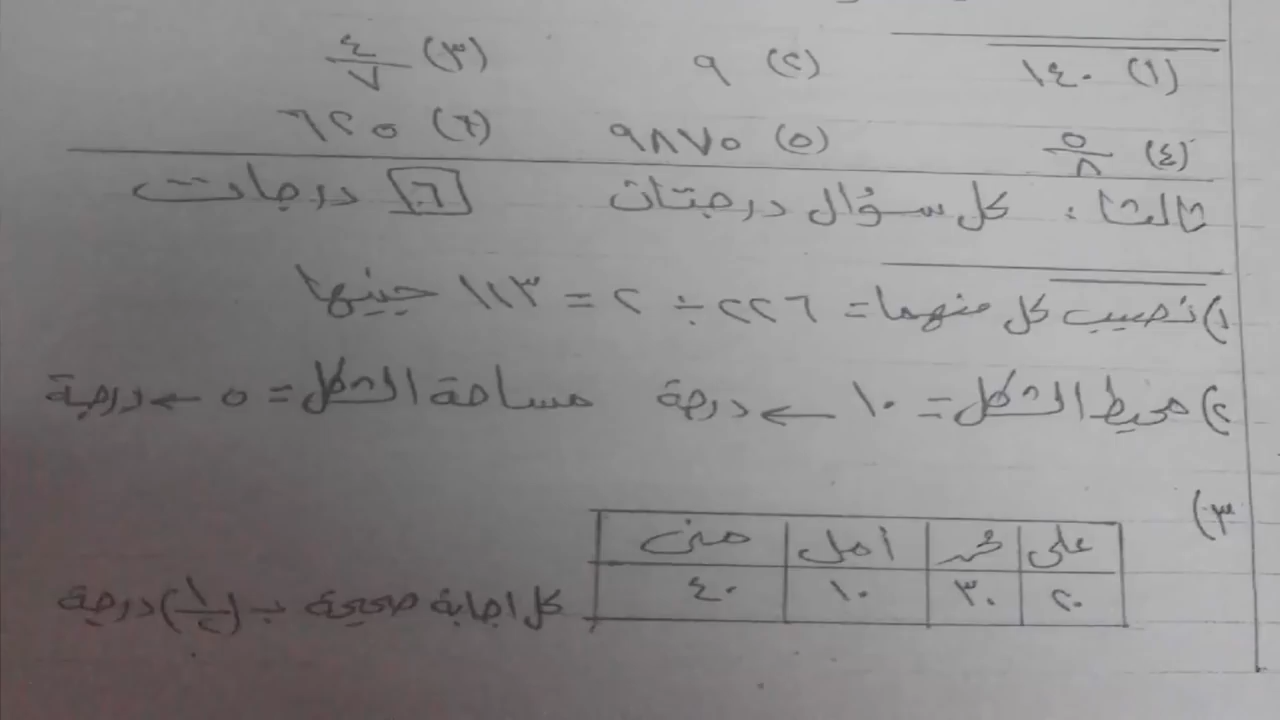 (١) ١٤٠ (٢) ٩ (٣) ٤/٧
(٤) ٥/٨ (٥) ٩٨٧٥ (٦) ٦٢٥
ثالثا : كل سؤال درجتان ٦ درجات
١) نصيب كل منهما = ٢٢٦ ÷ ٢ = ١١٣ جنيها
٢) محيط الشكل = ١٠ ← درجة مساحة الشكل = ٥ ← درجة
٣)
على محمد أمل منى
٢٠ ٣٠ ١٠ ٤٠
كل اجابة صحيحة بـ (١/٢) درجة